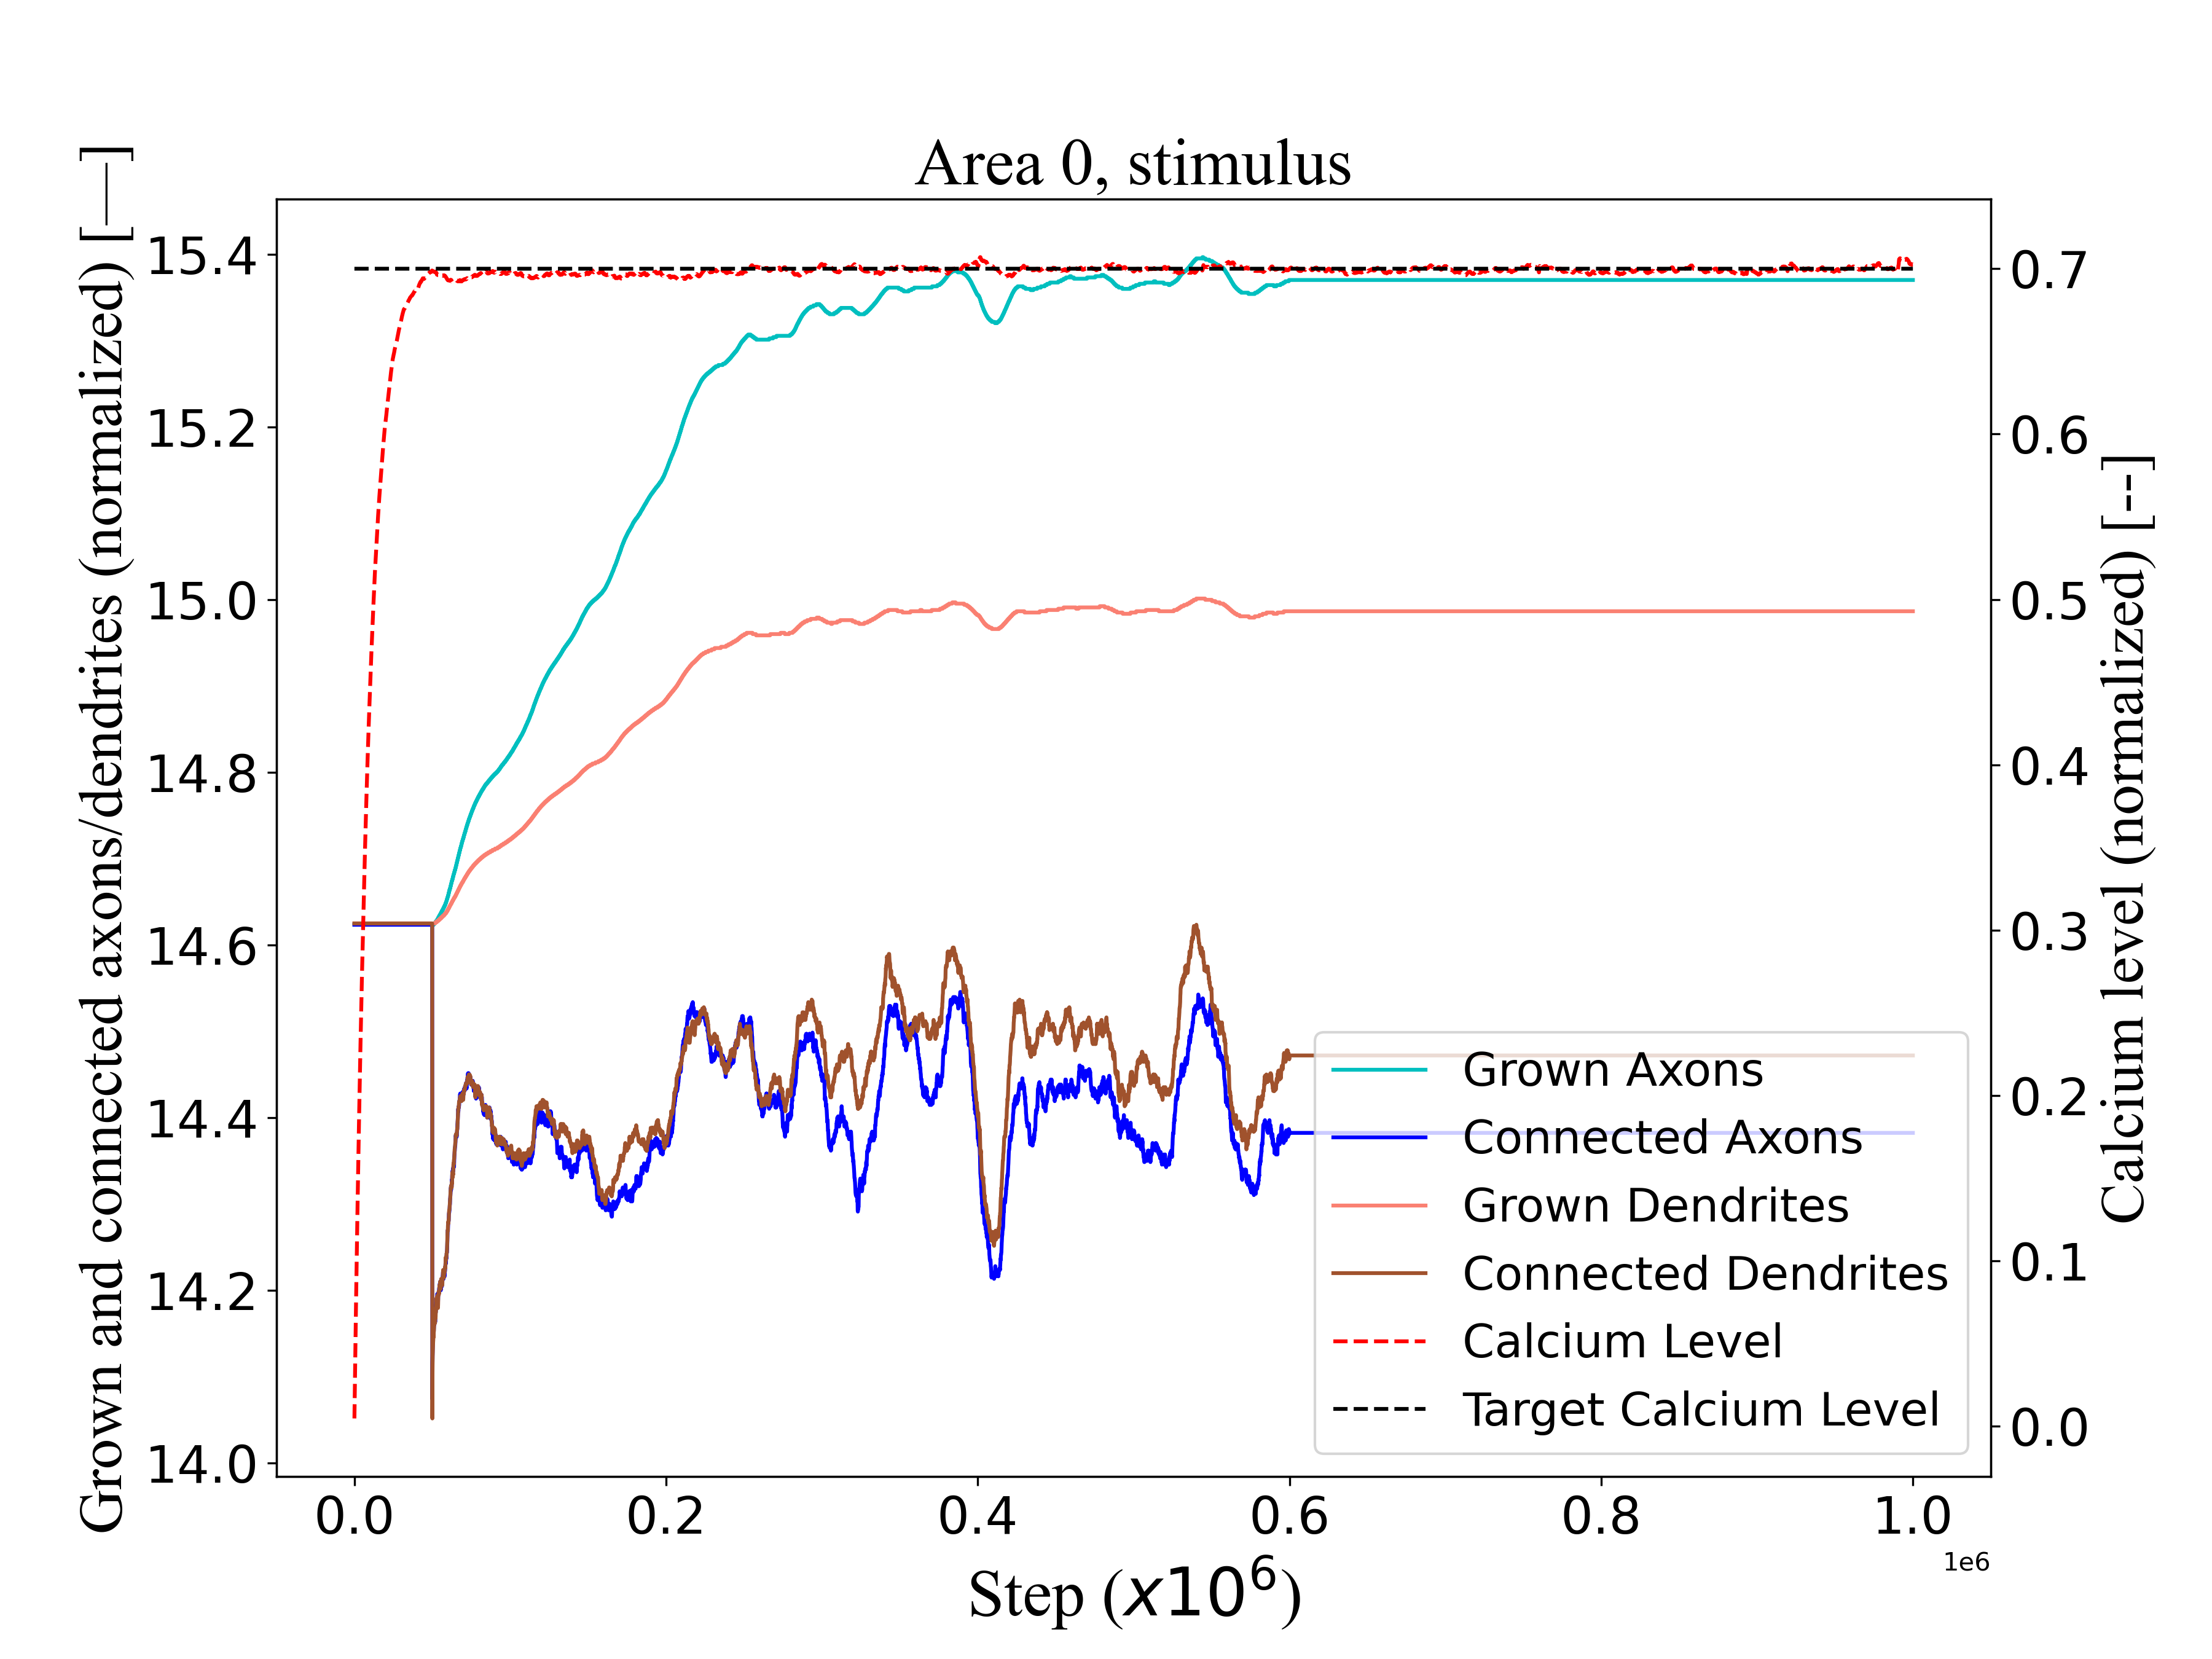 Area 0, stimulus
Grown and connected axons/dendrites (normalized) [—]
15.4
15.2
15.0
14.8
14.6
14.4
14.2
14.0
0.7
0.6
0.5
0.4
0.3
0.2
0.1
0.0
Calcium level (normalized) [--]
Grown Axons
Connected Axons
Grown Dendrites
Connected Dendrites
Calcium Level
Target Calcium Level
0.0 0.2 0.4 0.6 0.8 1.0
1e6
Step (x10⁶)